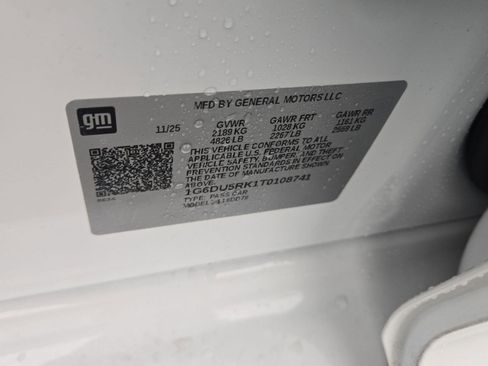 MFD BY GENERAL MOTORS LLC
gm
11/25 GVWR GAWR FRT GAWR RR
2189 KG 1028 KG 1161 KG
4826 LB 2267 LB 2559 LB
THIS VEHICLE CONFORMS TO ALL
APPLICABLE U.S. FEDERAL MOTOR
VEHICLE SAFETY, BUMPER, AND THEFT
PREVENTION STANDARDS IN EFFECT ON
THE DATE OF MANUFACTURE SHOWN
ABOVE
1G6DU5RK1T0108741
TYPE: PASS CAR
MODEL: